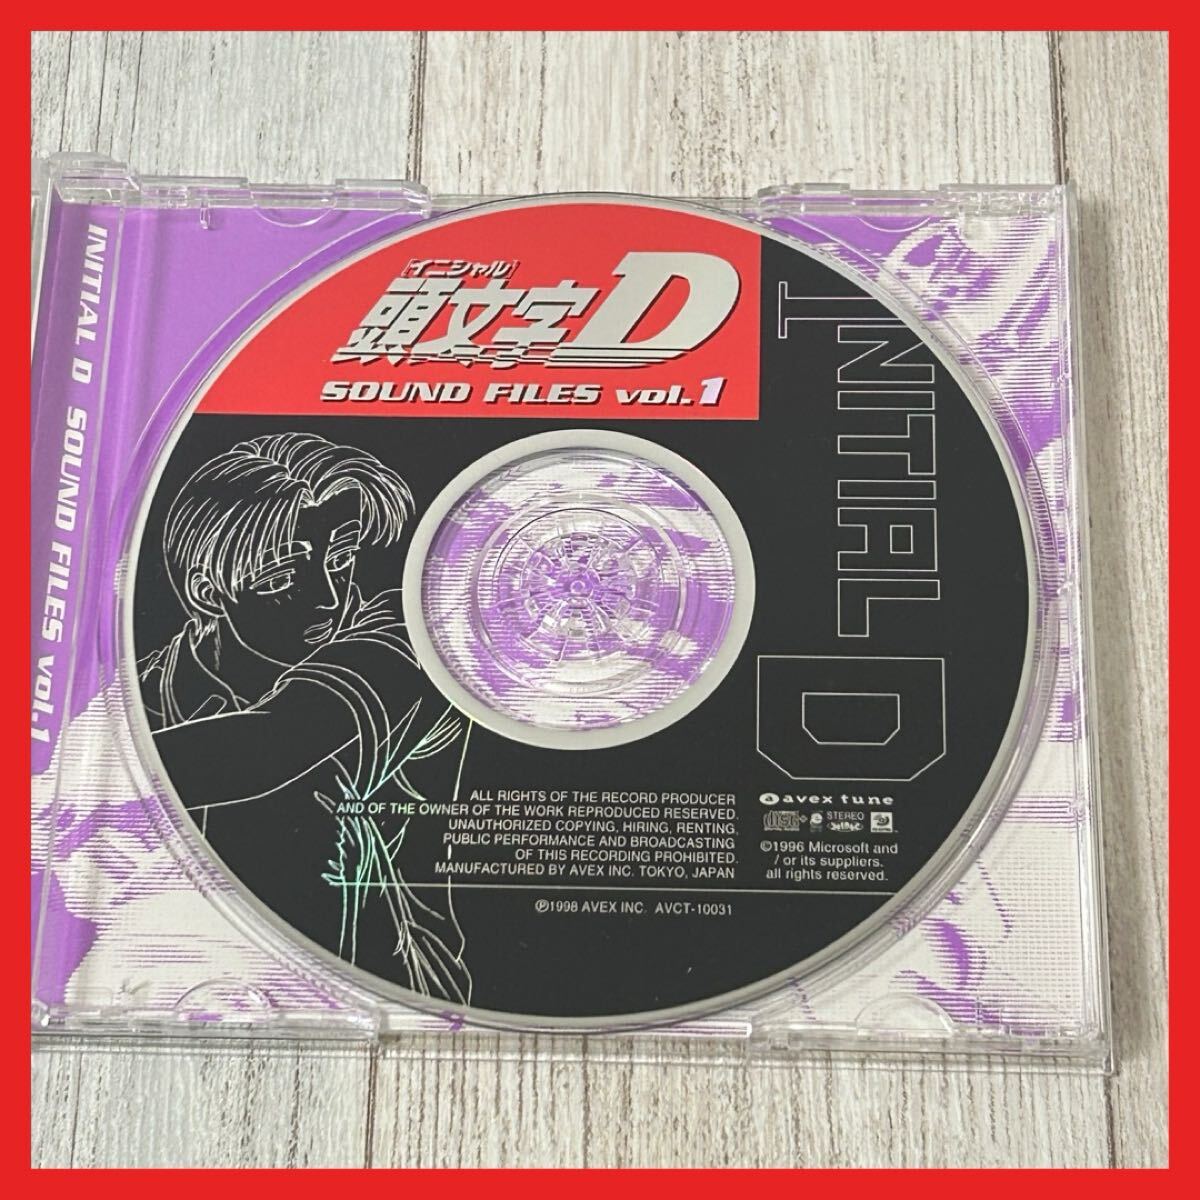 INITIAL D SOUND FILES vol.1
[イニシャル]
頭文字D
SOUND FILES vol.1
INITIAL D
ALL RIGHTS OF THE RECORD PRODUCER
AND OF THE OWNER OF THE WORK REPRODUCED RESERVED.
UNAUTHORIZED COPYING, HIRING, RENTING,
PUBLIC PERFORMANCE AND BROADCASTING
OF THIS RECORDING PROHIBITED.
MANUFACTURED BY AVEX INC. TOKYO, JAPAN
℗1998 AVEX INC. AVCT-10031
avex tune
STEREO
©1996 Microsoft and
/ or its suppliers.
all rights reserved.